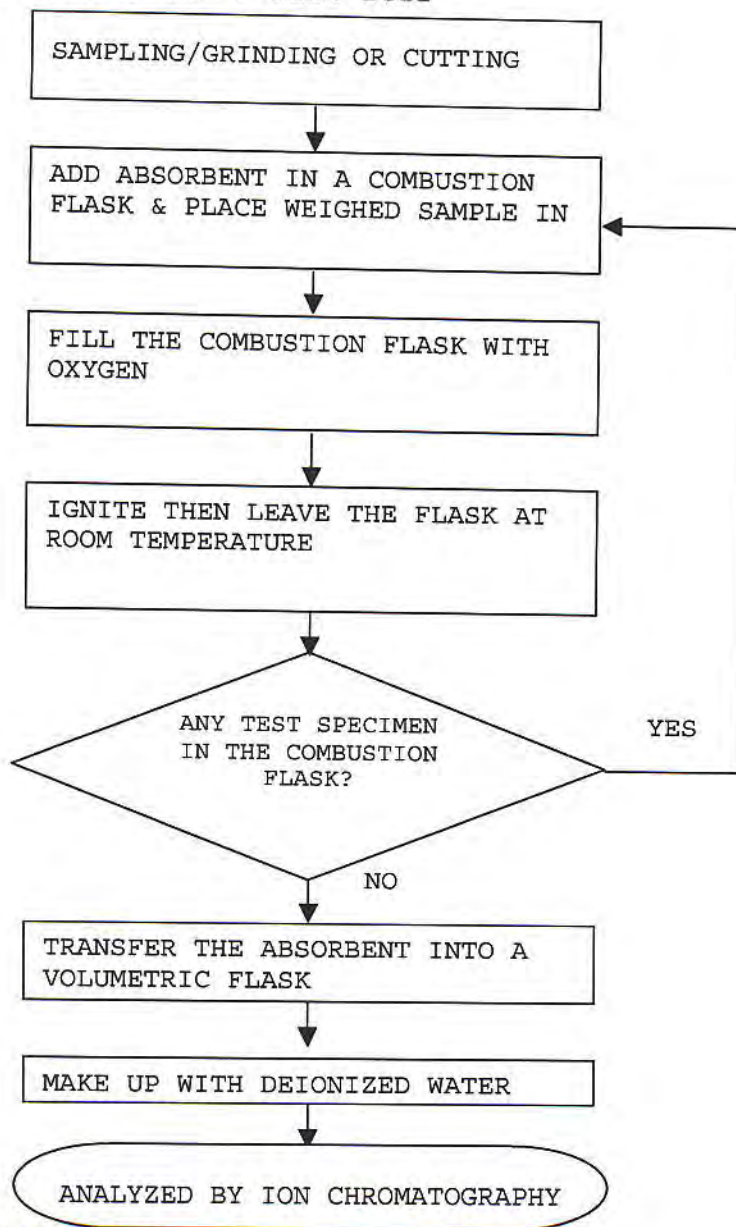 SAMPLING/GRINDING OR CUTTING
ADD ABSORBENT IN A COMBUSTION
FLASK & PLACE WEIGHED SAMPLE IN
FILL THE COMBUSTION FLASK WITH
OXYGEN
IGNITE THEN LEAVE THE FLASK AT
ROOM TEMPERATURE
ANY TEST SPECIMEN
IN THE COMBUSTION
FLASK?
YES
NO
TRANSFER THE ABSORBENT INTO A
VOLUMETRIC FLASK
MAKE UP WITH DEIONIZED WATER
ANALYZED BY ION CHROMATOGRAPHY